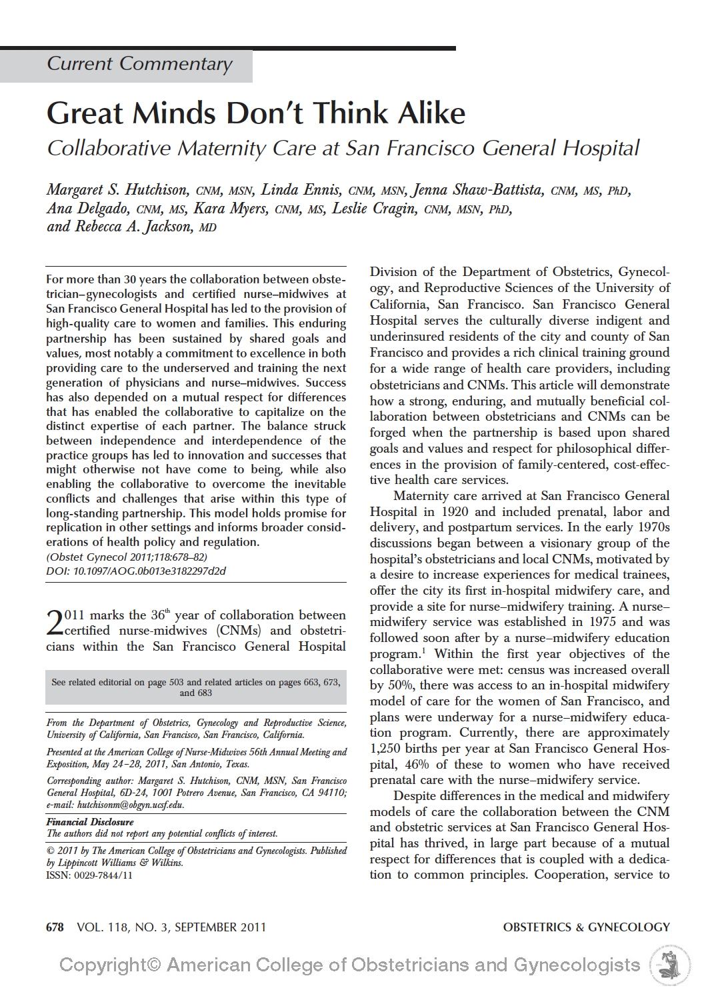 Current Commentary
Great Minds Don't Think Alike
Collaborative Maternity Care at San Francisco General Hospital
Margaret S. Hutchison, CNM, MSN, Linda Ennis, CNM, MSN, Jenna Shaw-Battista, CNM, MS, PhD,
Ana Delgado, CNM, MS, Kara Myers, CNM, MS, Leslie Cragin, CNM, MSN, PhD,
and Rebecca A. Jackson, MD
For more than 30 years the collaboration between obste-
trician–gynecologists and certified nurse–midwives at
San Francisco General Hospital has led to the provision of
high-quality care to women and families. This enduring
partnership has been sustained by shared goals and
values, most notably a commitment to excellence in both
providing care to the underserved and training the next
generation of physicians and nurse–midwives. Success
has also depended on a mutual respect for differences
that has enabled the collaborative to capitalize on the
distinct expertise of each partner. The balance struck
between independence and interdependence of the
practice groups has led to innovation and successes that
might otherwise not have come to being, while also
enabling the collaborative to overcome the inevitable
conflicts and challenges that arise within this type of
long-standing partnership. This model holds promise for
replication in other settings and informs broader consid-
erations of health policy and regulation.
(Obstet Gynecol 2011;118:678–82)
DOI: 10.1097/AOG.0b013e3182297d2d
2011 marks the 36th year of collaboration between
certified nurse-midwives (CNMs) and obstetri-
cians within the San Francisco General Hospital
See related editorial on page 503 and related articles on pages 663, 673,
and 683
From the Department of Obstetrics, Gynecology and Reproductive Science,
University of California, San Francisco, San Francisco, California.
Presented at the American College of Nurse-Midwives 56th Annual Meeting and
Exposition, May 24–28, 2011, San Antonio, Texas.
Corresponding author: Margaret S. Hutchison, CNM, MSN, San Francisco
General Hospital, 6D-24, 1001 Potrero Avenue, San Francisco, CA 94110;
e-mail: hutchisonm@obgyn.ucsf.edu.
Financial Disclosure
The authors did not report any potential conflicts of interest.
© 2011 by The American College of Obstetricians and Gynecologists. Published
by Lippincott Williams & Wilkins.
ISSN: 0029-7844/11
Division of the Department of Obstetrics, Gynecol-
ogy, and Reproductive Sciences of the University of
California, San Francisco. San Francisco General
Hospital serves the culturally diverse indigent and
underinsured residents of the city and county of San
Francisco and provides a rich clinical training ground
for a wide range of health care providers, including
obstetricians and CNMs. This article will demonstrate
how a strong, enduring, and mutually beneficial col-
laboration between obstetricians and CNMs can be
forged when the partnership is based upon shared
goals and values and respect for philosophical differ-
ences in the provision of family-centered, cost-effec-
tive health care services.
Maternity care arrived at San Francisco General
Hospital in 1920 and included prenatal, labor and
delivery, and postpartum services. In the early 1970s
discussions began between a visionary group of the
hospital's obstetricians and local CNMs, motivated by
a desire to increase experiences for medical trainees,
offer the city its first in-hospital midwifery care, and
provide a site for nurse–midwifery training. A nurse–
midwifery service was established in 1975 and was
followed soon after by a nurse–midwifery education
program.1 Within the first year objectives of the
collaborative were met: census was increased overall
by 50%, there was access to an in-hospital midwifery
model of care for the women of San Francisco, and
plans were underway for a nurse–midwifery educa-
tion program. Currently, there are approximately
1,250 births per year at San Francisco General Hos-
pital, 46% of these to women who have received
prenatal care with the nurse–midwifery service.
Despite differences in the medical and midwifery
models of care the collaboration between the CNM
and obstetric services at San Francisco General Hos-
pital has thrived, in large part because of a mutual
respect for differences that is coupled with a dedica-
tion to common principles. Cooperation, service to
678 VOL. 118, NO. 3, SEPTEMBER 2011
OBSTETRICS & GYNECOLOGY
Copyright© American College of Obstetricians and Gynecologists